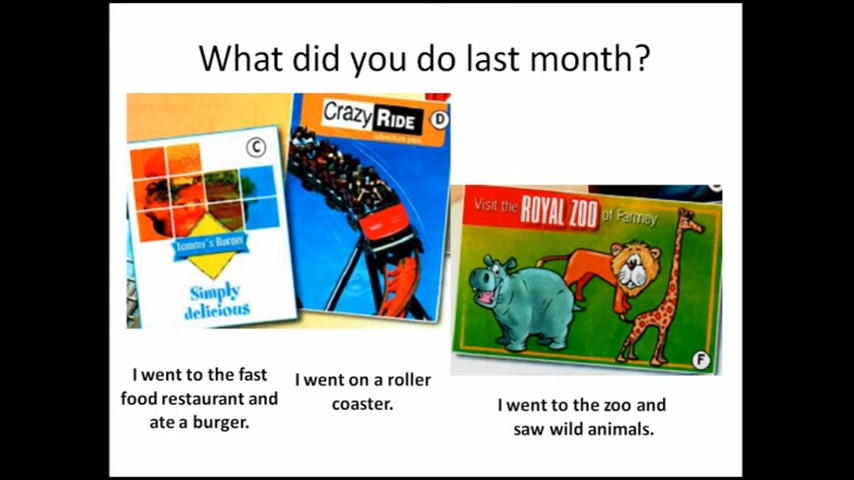 What did you do last month?
C
Tommy's Burger
Simply
delicious
Crazy RIDE
D
adventure park
Visit the ROYAL ZOO of Farmey
F
I went to the fast
food restaurant and
ate a burger.
I went on a roller
coaster.
I went to the zoo and
saw wild animals.